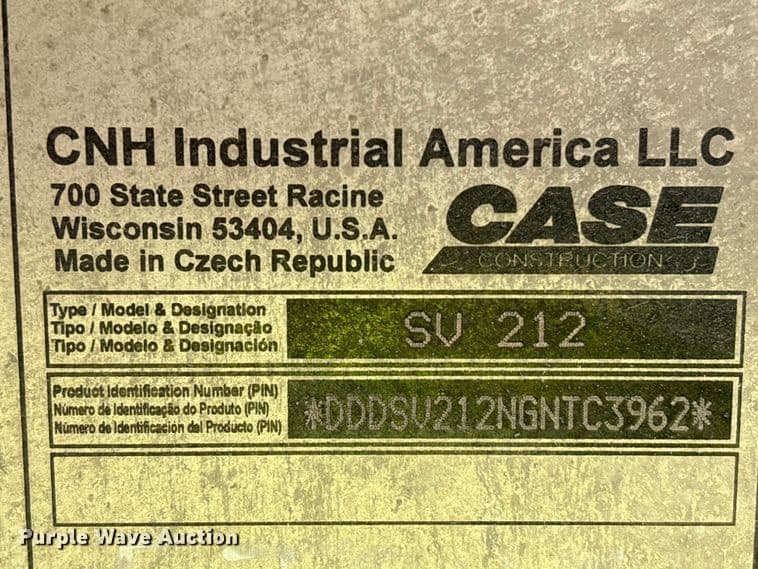 CNH Industrial America LLC
700 State Street Racine
Wisconsin 53404, U.S.A.
Made in Czech Republic
CASE
CONSTRUCTION
Type / Model & Designation
Tipo / Modelo & Designação
Tipo / Modelo & Designación
SV 212
Product Identification Number (PIN)
Número de Identificação do Produto (PIN)
Número de Identificación del Producto (PIN)
*DDDSV212NGNTC3962*
Purple Wave Auction